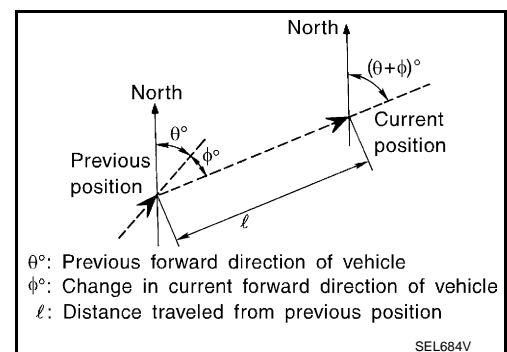 North
(θ+ϕ)°
North
θ°
ϕ°
Current
position
Previous
position
ℓ
θ°: Previous forward direction of vehicle
ϕ°: Change in current forward direction of vehicle
ℓ: Distance traveled from previous position
SEL684V